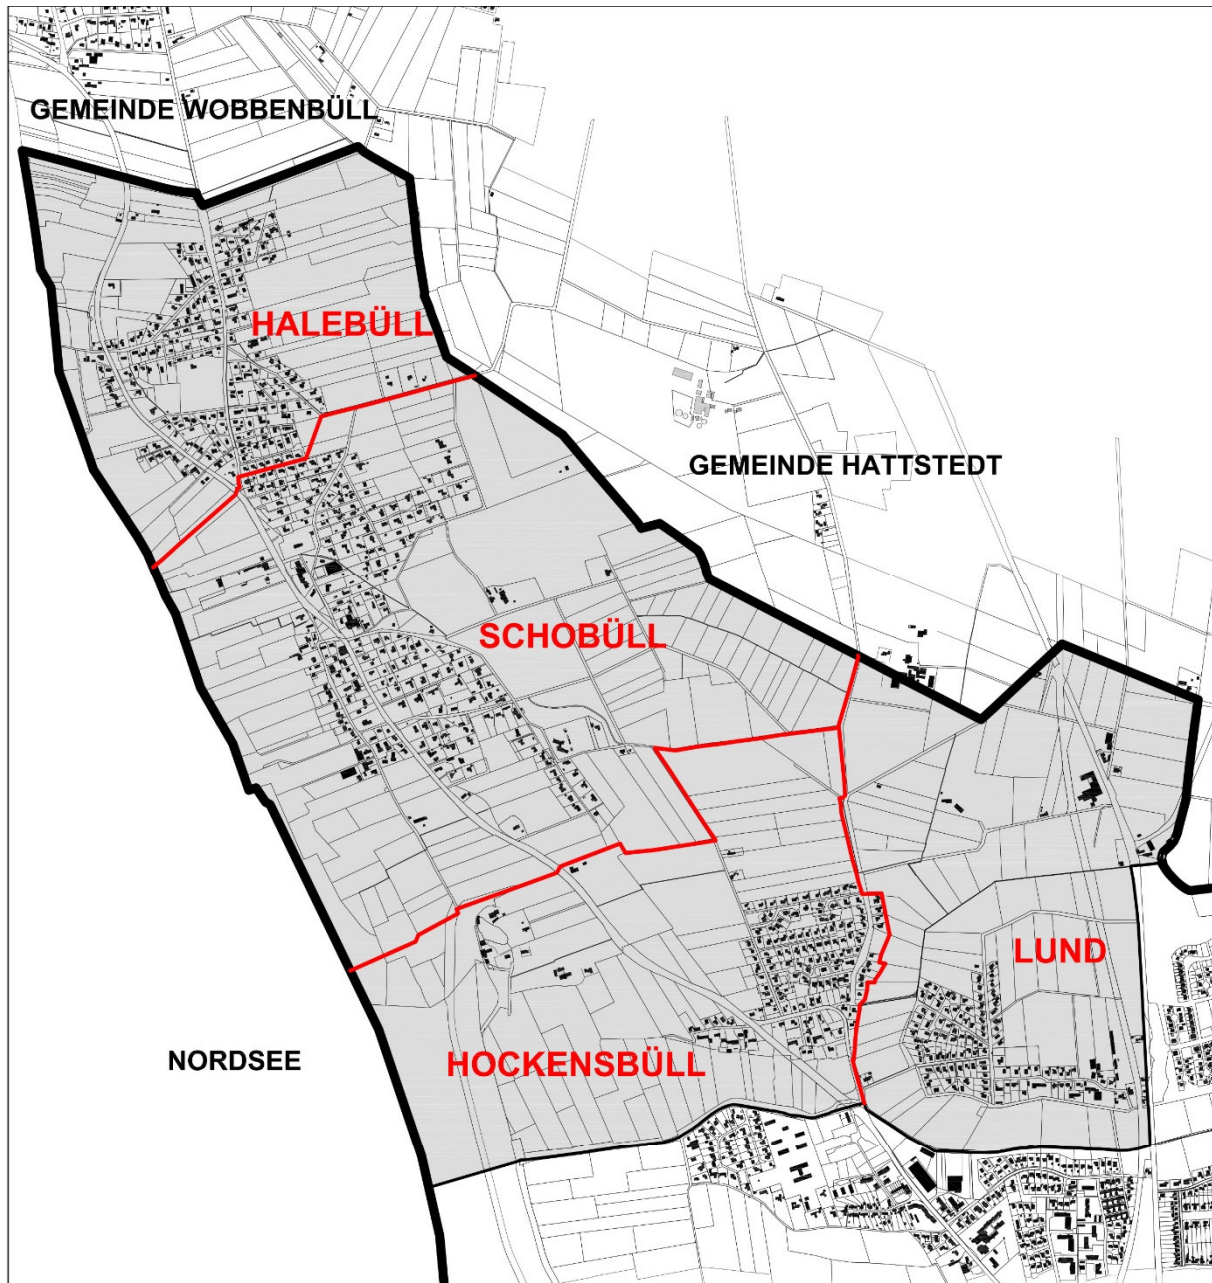 GEMEINDE WOBBENBÜLL
HALEBÜLL
GEMEINDE HATTSTEDT
SCHOBÜLL
LUND
NORDSEE
HOCKENSBÜLL